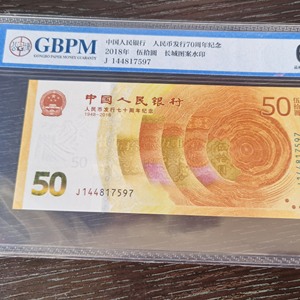 GBPM
中国人民银行 人民币发行70周年纪念
2018年 伍拾圆 长城图案水印
J 144817597
中国人民银行
人民币发行七十周年纪念
1948-2018
50
50
J144817597